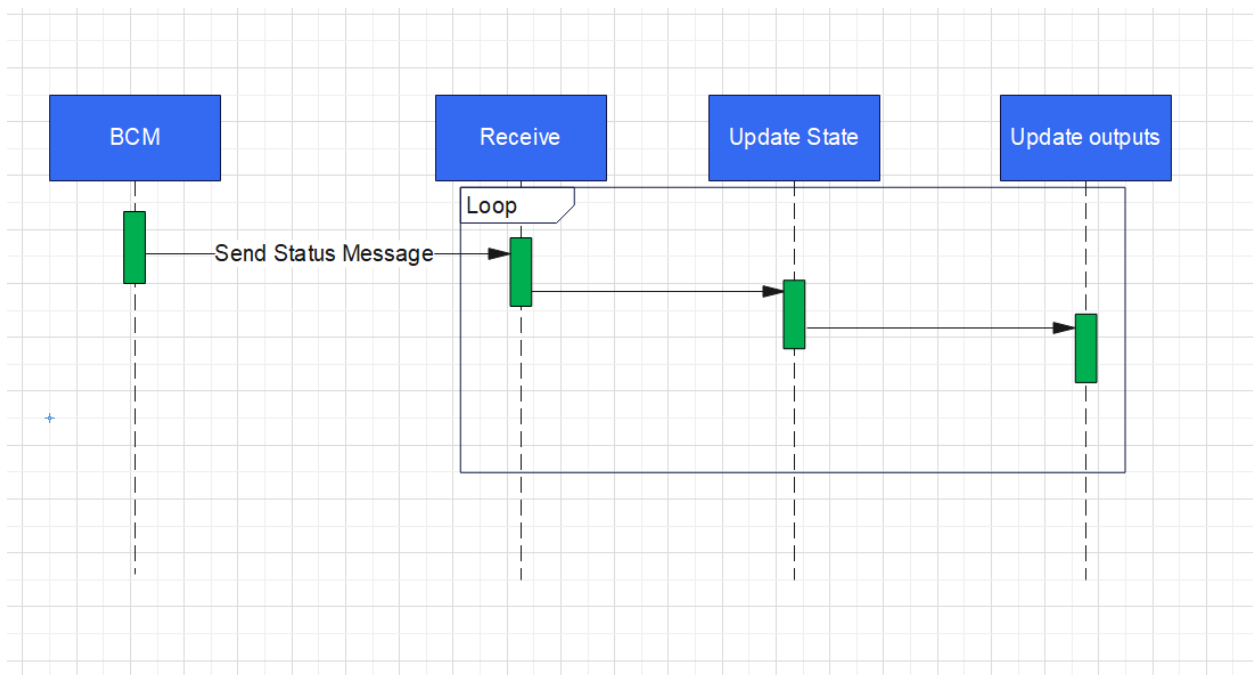 BCM
Receive
Update State
Update outputs
Loop
Send Status Message